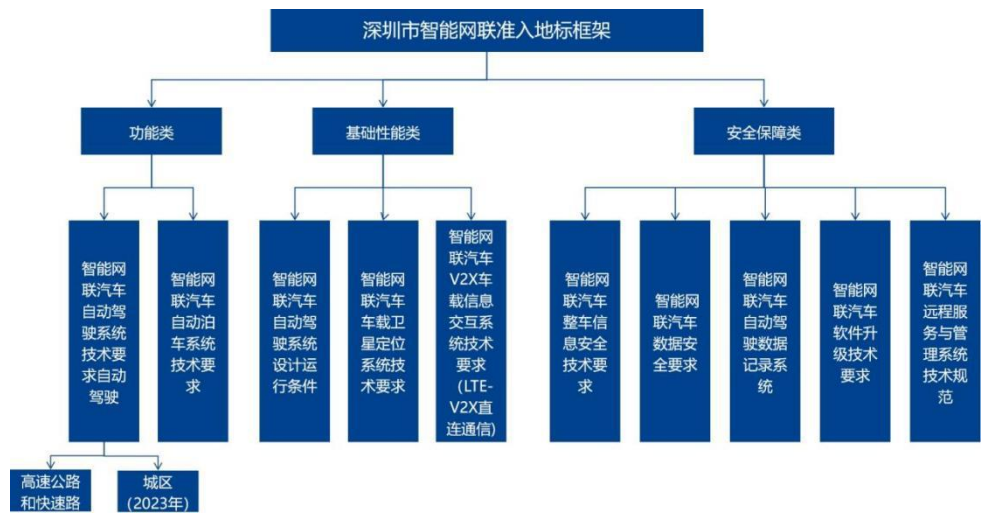 深圳市智能网联准入地标框架
功能类
基础性能类
安全保障类
智能网
联汽车
自动驾
驶系统
技术要
求自动
驾驶
智能网
联汽车
自动泊
车系统
技术要
求
智能网
联汽车
自动驾
驶系统
设计运
行条件
智能网
联汽车
车载卫
星定位
系统技
术要求
智能网
联汽车
V2X车
载信息
交互系
统技术
要求
（LTE-
V2X直
连通信)
智能网
联汽车
整车信
息安全
技术要
求
智能网
联汽车
数据安
全要求
智能网
联汽车
自动驾
驶数据
记录系
统
智能网
联汽车
软件升
级技术
要求
智能网
联汽车
远程服
务与管
理系统
技术规
范
高速公路
和快速路
城区
(2023年)